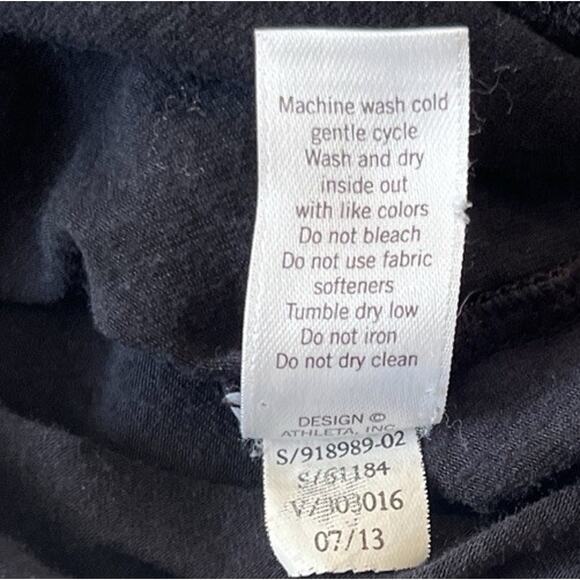 Machine wash cold
gentle cycle
Wash and dry
inside out
with like colors
Do not bleach
Do not use fabric
softeners
Tumble dry low
Do not iron
Do not dry clean
DESIGN ©
ATHLETA, INC
S/918989-02
S/61184
V/303016
07/13